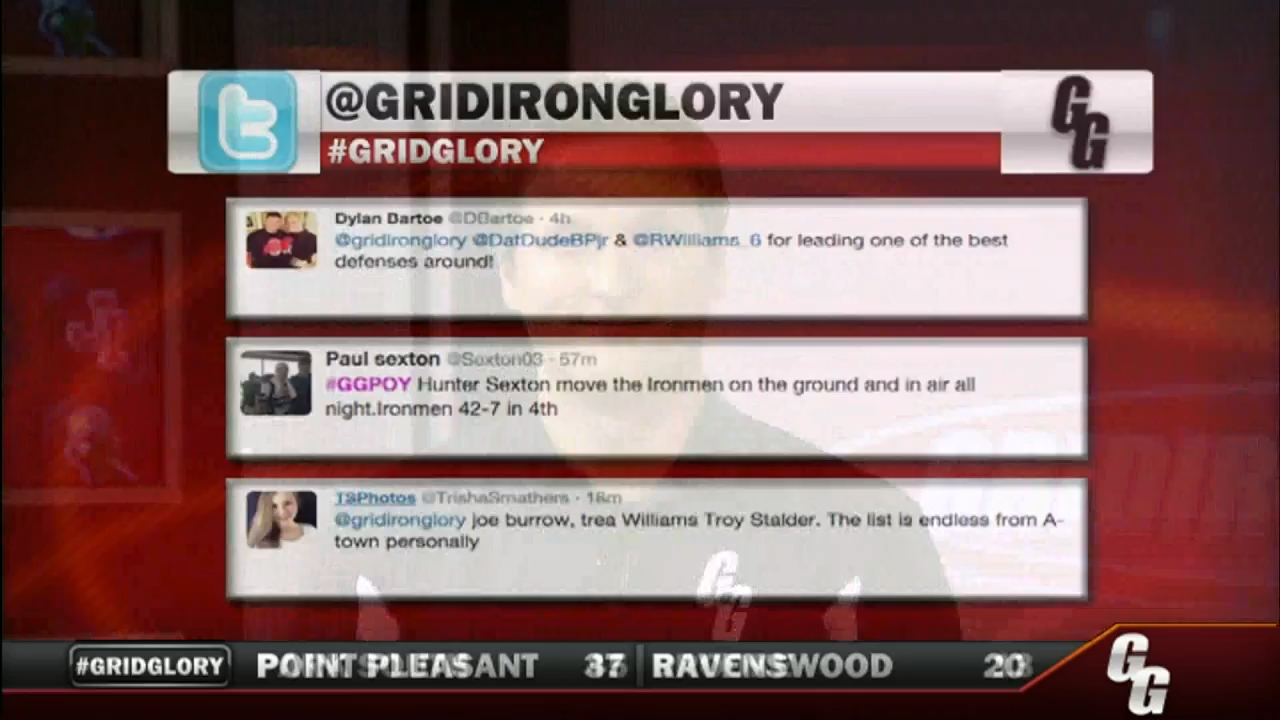 @GRIDIRONGLORY
#GRIDGLORY
GG
Dylan Bartoe @DBartoe · 4h
@gridironglory @DatDudeBPjr & @RWilliams_6 for leading one of the best
defenses around!
Paul sexton @Sexton03 · 57m
#GGPOY Hunter Sexton move the Ironmen on the ground and in air all
night.Ironmen 42-7 in 4th
TSPhotos @TrishaSmathers · 18m
@gridironglory joe burrow, trea Williams Troy Stalder. The list is endless from A-
town personally
GG
#GRIDGLORY POINT PLEASANT 37 RAVENSWOOD 20
GG